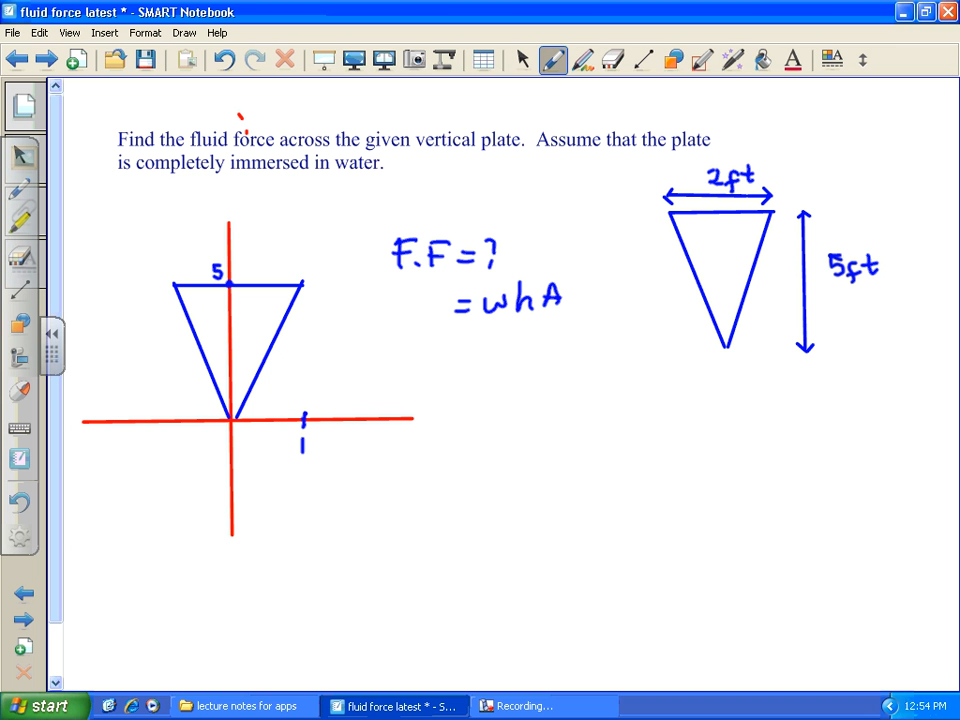 fluid force latest * - SMART Notebook
File Edit View Insert Format Draw Help
Find the fluid force across the given vertical plate. Assume that the plate
is completely immersed in water.
2ft
5ft
5
F.F = ?
= whA
1
start
lecture notes for apps
fluid force latest * - S...
Recording...
12:54 PM